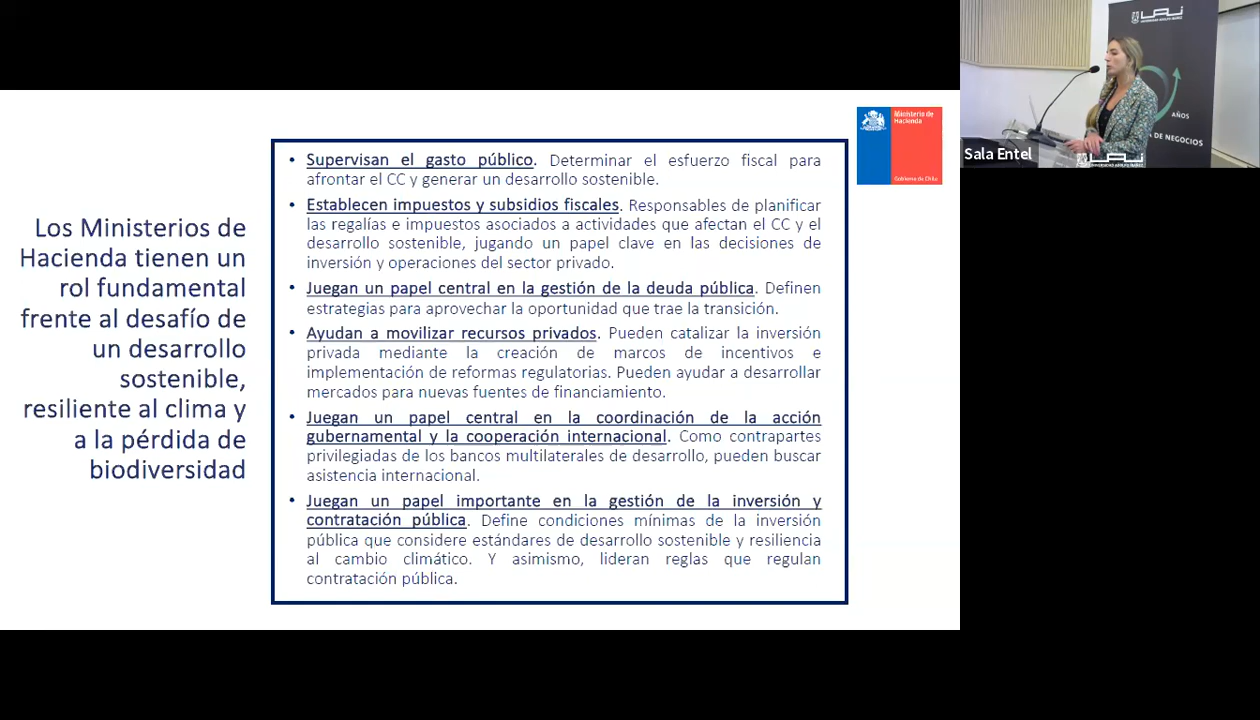 Los Ministerios de
Hacienda tienen un
rol fundamental
frente al desafío de
un desarrollo
sostenible,
resiliente al clima y
a la pérdida de
biodiversidad
• Supervisan el gasto público. Determinar el esfuerzo fiscal para
afrontar el CC y generar un desarrollo sostenible.
• Establecen impuestos y subsidios fiscales. Responsables de planificar
las regalías e impuestos asociados a actividades que afectan el CC y el
desarrollo sostenible, jugando un papel clave en las decisiones de
inversión y operaciones del sector privado.
• Juegan un papel central en la gestión de la deuda pública. Definen
estrategias para aprovechar la oportunidad que trae la transición.
• Ayudan a movilizar recursos privados. Pueden catalizar la inversión
privada mediante la creación de marcos de incentivos e
implementación de reformas regulatorias. Pueden ayudar a desarrollar
mercados para nuevas fuentes de financiamiento.
• Juegan un papel central en la coordinación de la acción
gubernamental y la cooperación internacional. Como contrapartes
privilegiadas de los bancos multilaterales de desarrollo, pueden buscar
asistencia internacional.
• Juegan un papel importante en la gestión de la inversión y
contratación pública. Define condiciones mínimas de la inversión
pública que considere estándares de desarrollo sostenible y resiliencia
al cambio climático. Y asimismo, lideran reglas que regulan
contratación pública.
Ministerio de
Hacienda
Gobierno de Chile
UAI
UNIVERSIDAD ADOLFO IBÁÑEZ
AÑOS
DE NEGOCIOS
Sala Entel
UAI